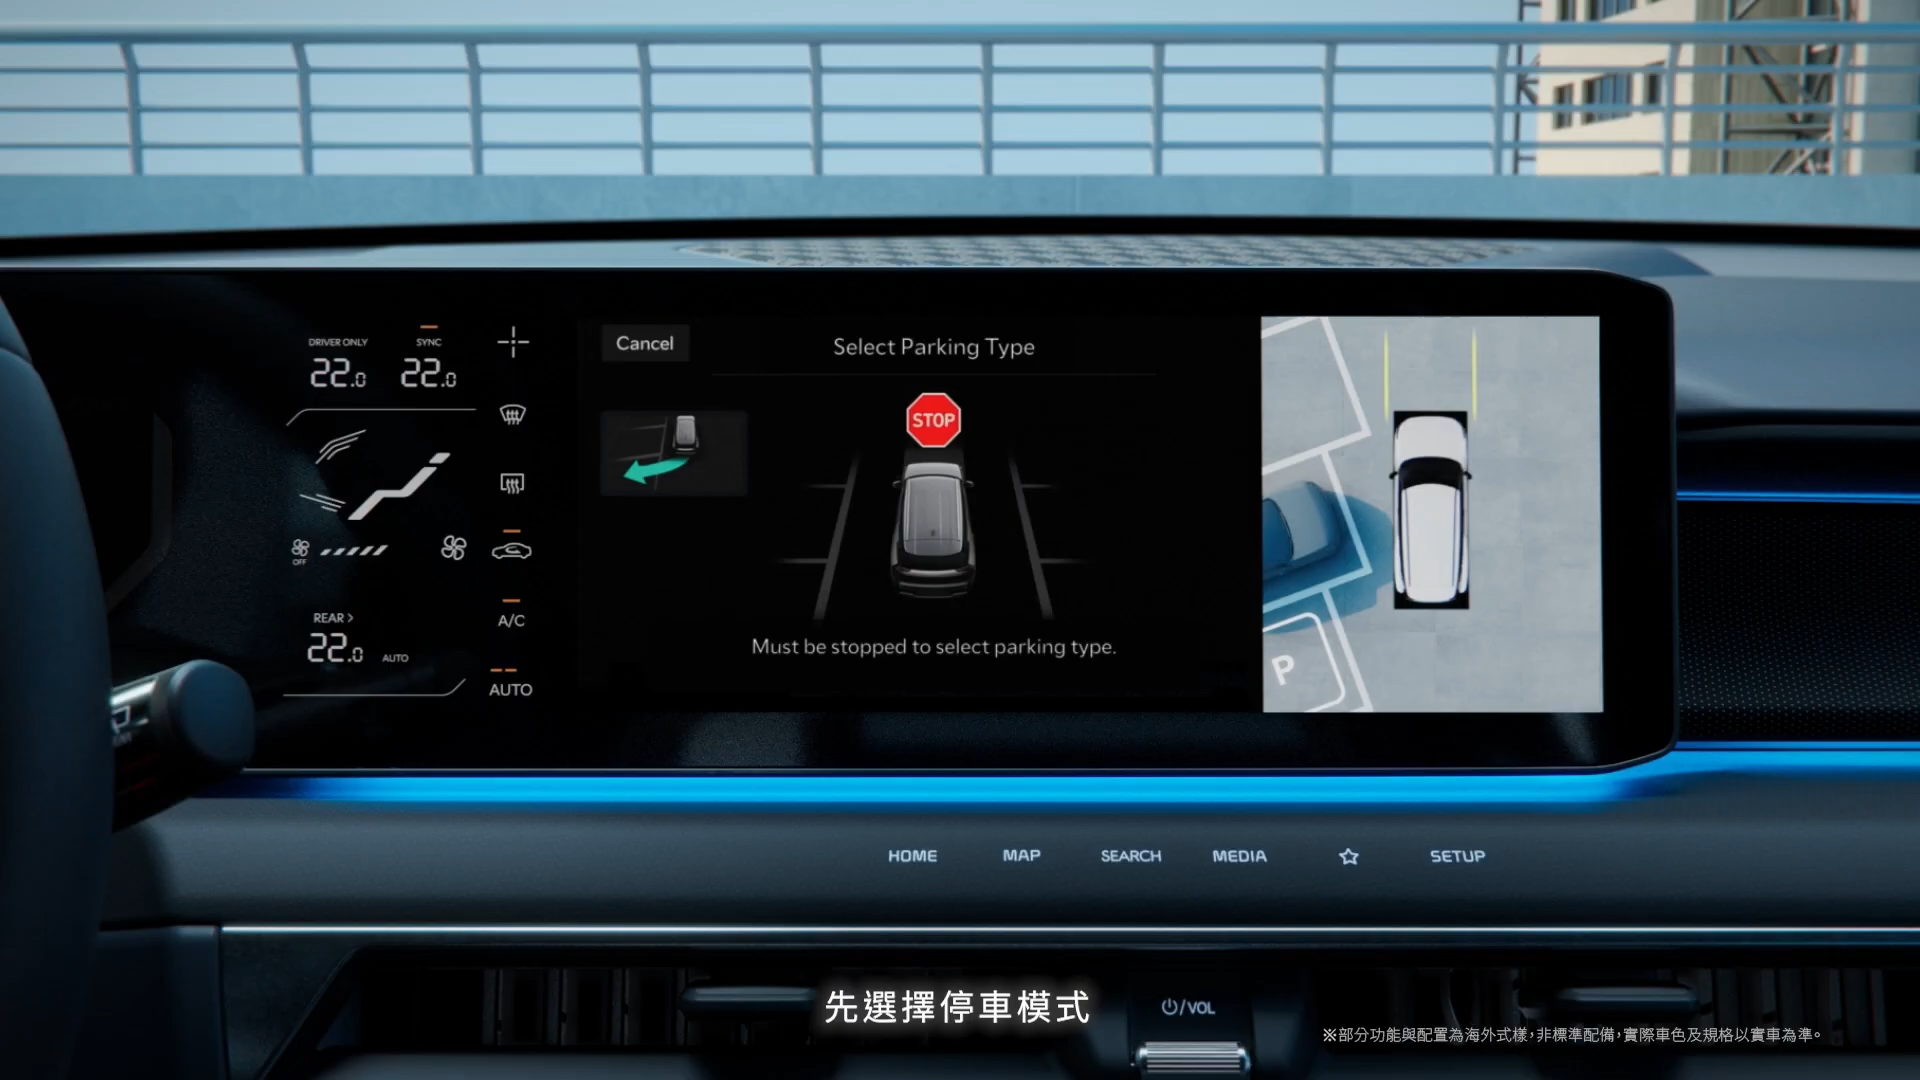 DRIVER ONLY
22.0
SYNC
22.0
OFF
REAR >
22.0
AUTO
A/C
AUTO
Cancel
Select Parking Type
STOP
Must be stopped to select parking type.
P
HOME
MAP
SEARCH
MEDIA
SETUP
/VOL
先選擇停車模式
※部分功能與配置為海外式樣,非標準配備,實際車色及規格以實車為準。